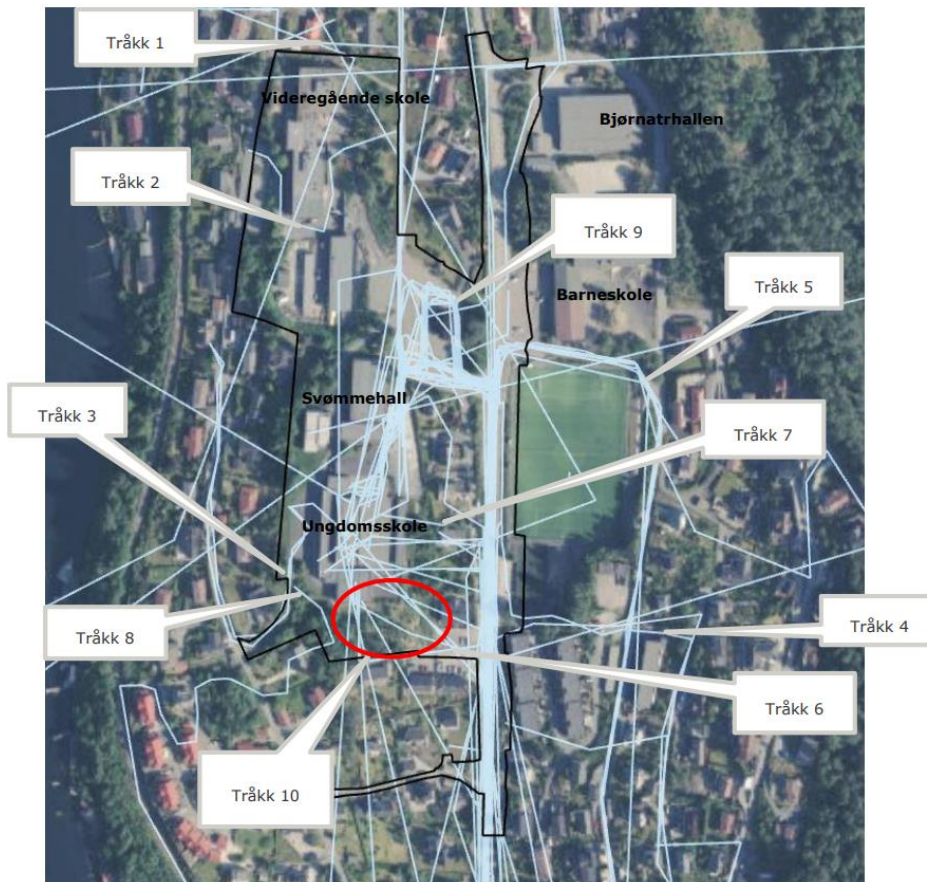 Tråkk 1
Videregående skole
Bjørnatrhallen
Tråkk 2
Tråkk 9
Barneskole
Tråkk 5
Svømmehall
Tråkk 3
Tråkk 7
Ungdomsskole
Tråkk 8
Tråkk 4
Tråkk 6
Tråkk 10